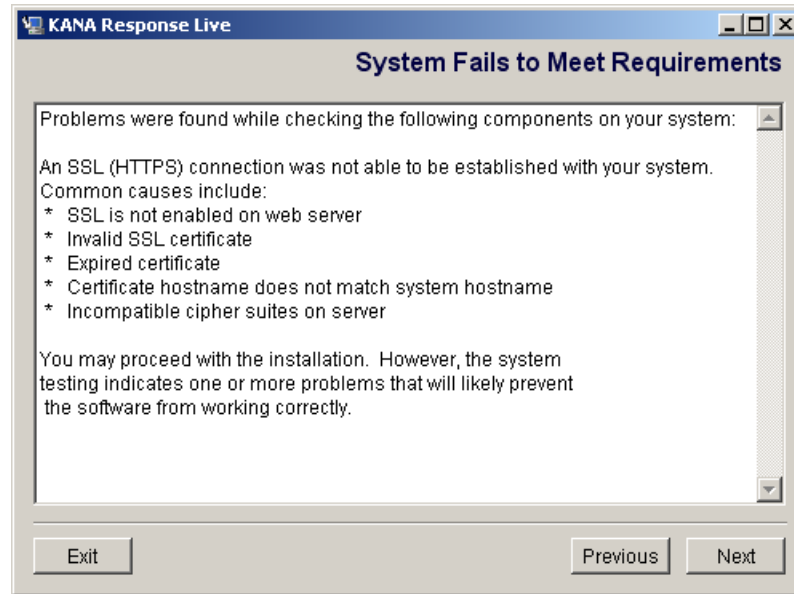 KANA Response Live
System Fails to Meet Requirements
Problems were found while checking the following components on your system:
An SSL (HTTPS) connection was not able to be established with your system.
Common causes include:
* SSL is not enabled on web server
* Invalid SSL certificate
* Expired certificate
* Certificate hostname does not match system hostname
* Incompatible cipher suites on server
You may proceed with the installation. However, the system
testing indicates one or more problems that will likely prevent
the software from working correctly.
Exit
Previous
Next